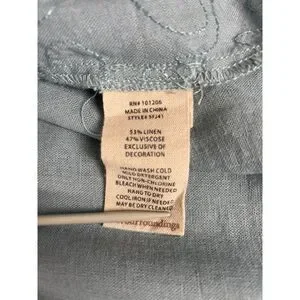 RN# 101206
MADE IN CHINA
STYLE# 5FJ41
53% LINEN
47% VISCOSE
EXCLUSIVE OF
DECORATION
HAND WASH COLD
MILD DETERGENT
ONLY NON-CHLORINE
BLEACH WHEN NEEDED
HANG TO DRY
COOL IRON IF NEEDED
MAY BE DRY CLEANED